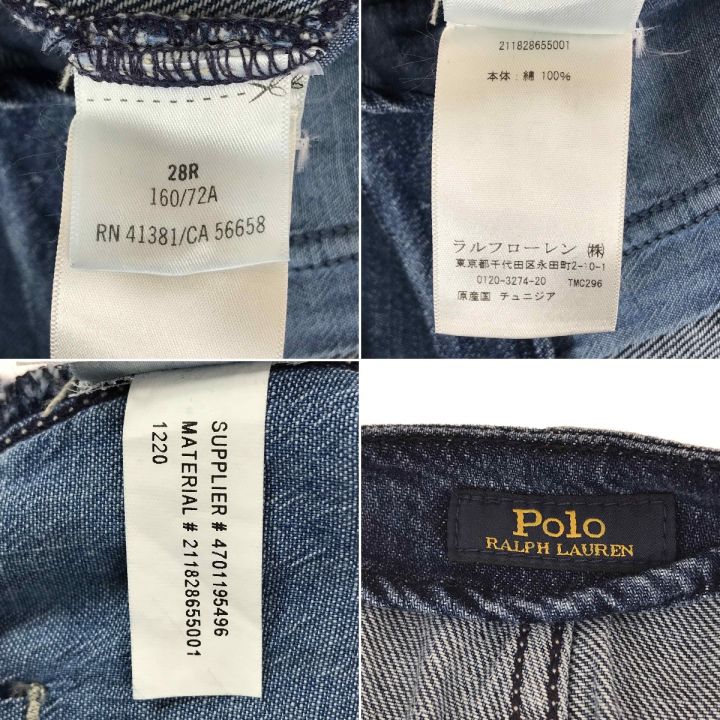 28R
160/72A
RN 41381/CA 56658
211828655001
本体 : 綿 100%
ラルフローレン ㈱
東京都千代田区永田町2-10-1
0120-3274-20 TMC296
原産国 チュニジア
SUPPLIER # 4701195496
MATERIAL # 211828655001
1220
Polo
RALPH LAUREN